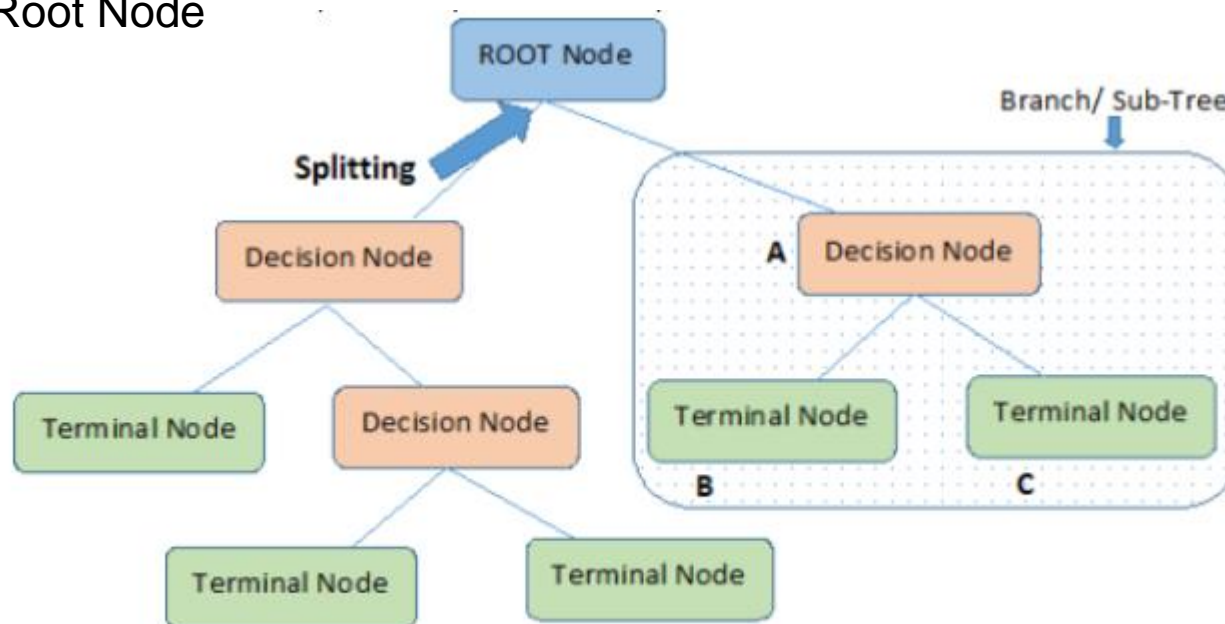 Root Node
ROOT Node
Branch/ Sub-Tree
Splitting
Decision Node
A
Decision Node
Terminal Node
Decision Node
Terminal Node
Terminal Node
B
C
Terminal Node
Terminal Node